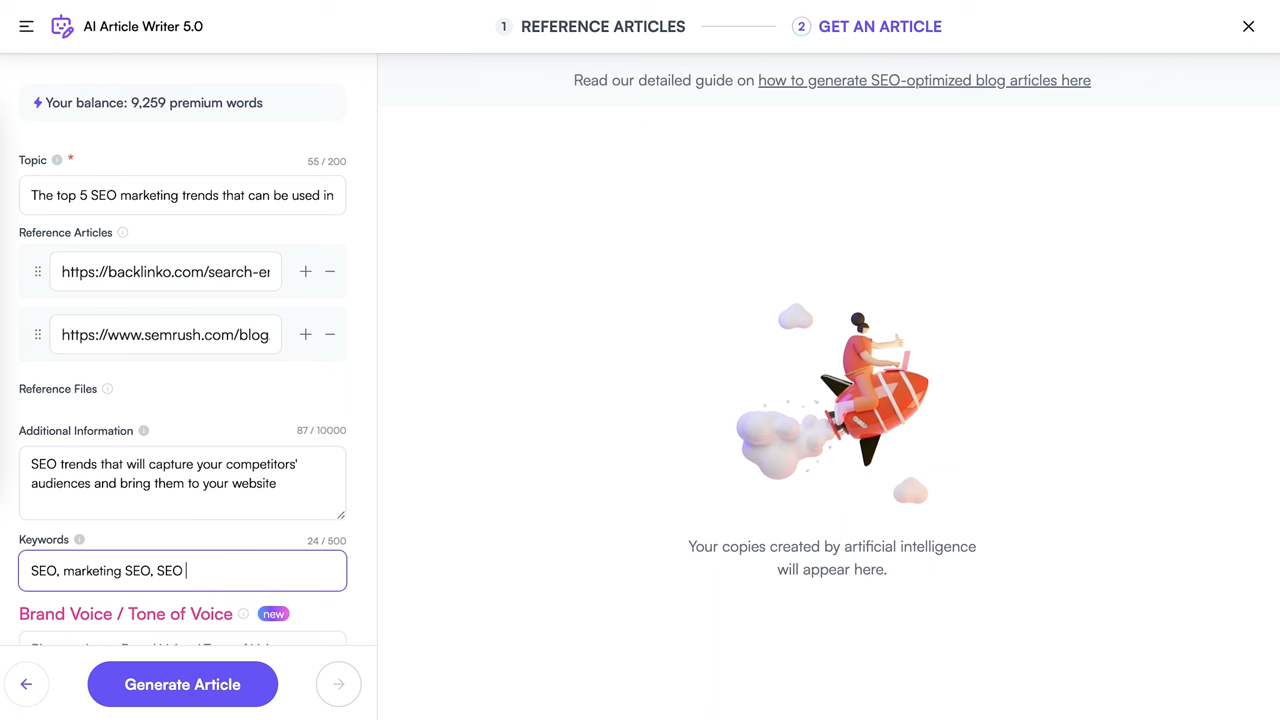 AI Article Writer 5.0
1 REFERENCE ARTICLES
2 GET AN ARTICLE
Your balance: 9,259 premium words
Read our detailed guide on how to generate SEO-optimized blog articles here
Topic * 55 / 200
The top 5 SEO marketing trends that can be used in
Reference Articles
https://backlinko.com/search-er
https://www.semrush.com/blog
Reference Files
Additional Information 87 / 10000
SEO trends that will capture your competitors'
audiences and bring them to your website
Keywords 24 / 500
SEO, marketing SEO, SEO
Brand Voice / Tone of Voice new
Generate Article
Your copies created by artificial intelligence
will appear here.